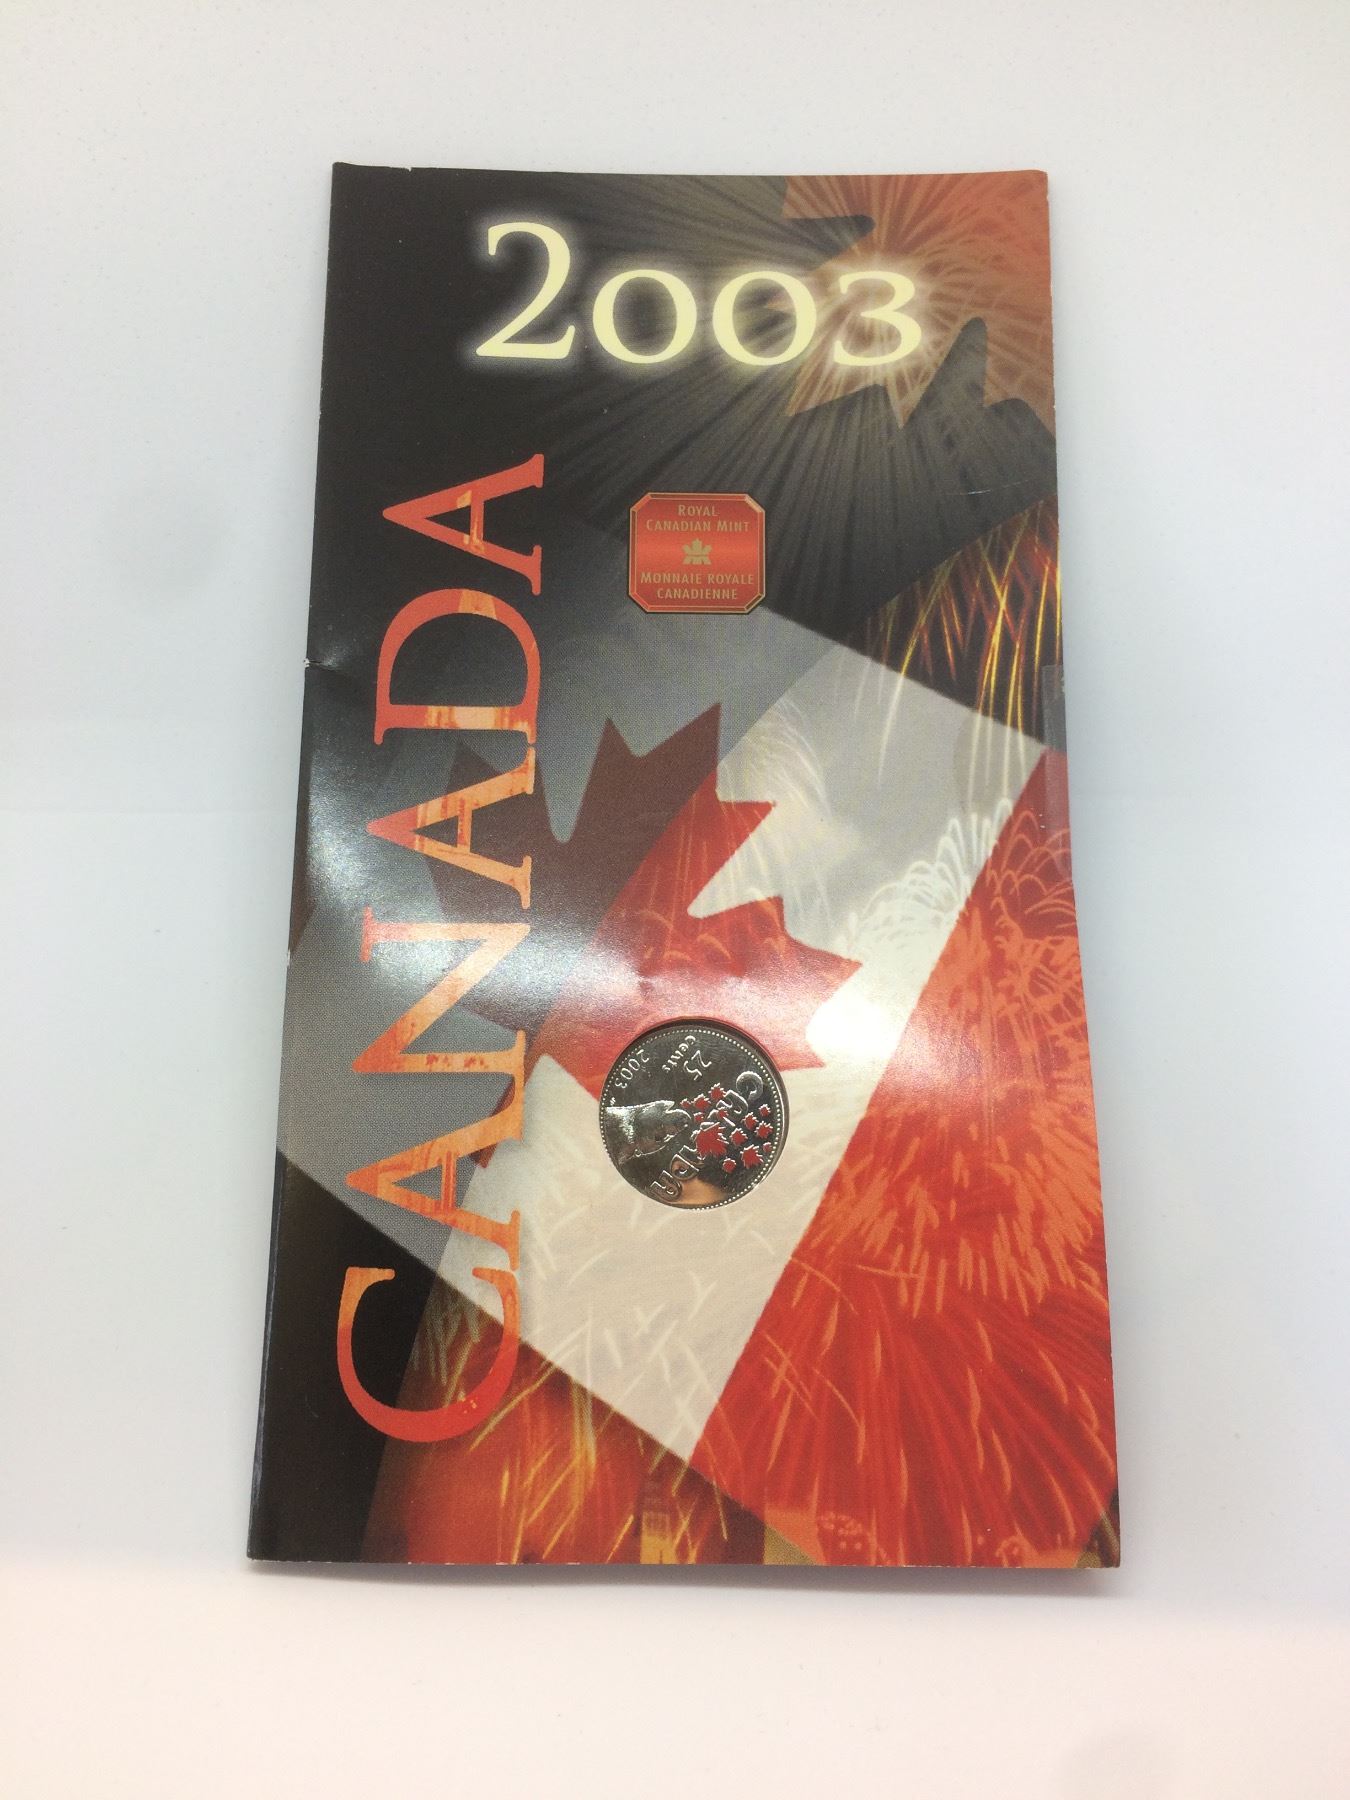 2003
CANADA
ROYAL
CANADIAN MINT
MONNAIE ROYALE
CANADIENNE
CANADA
25
cents
2003